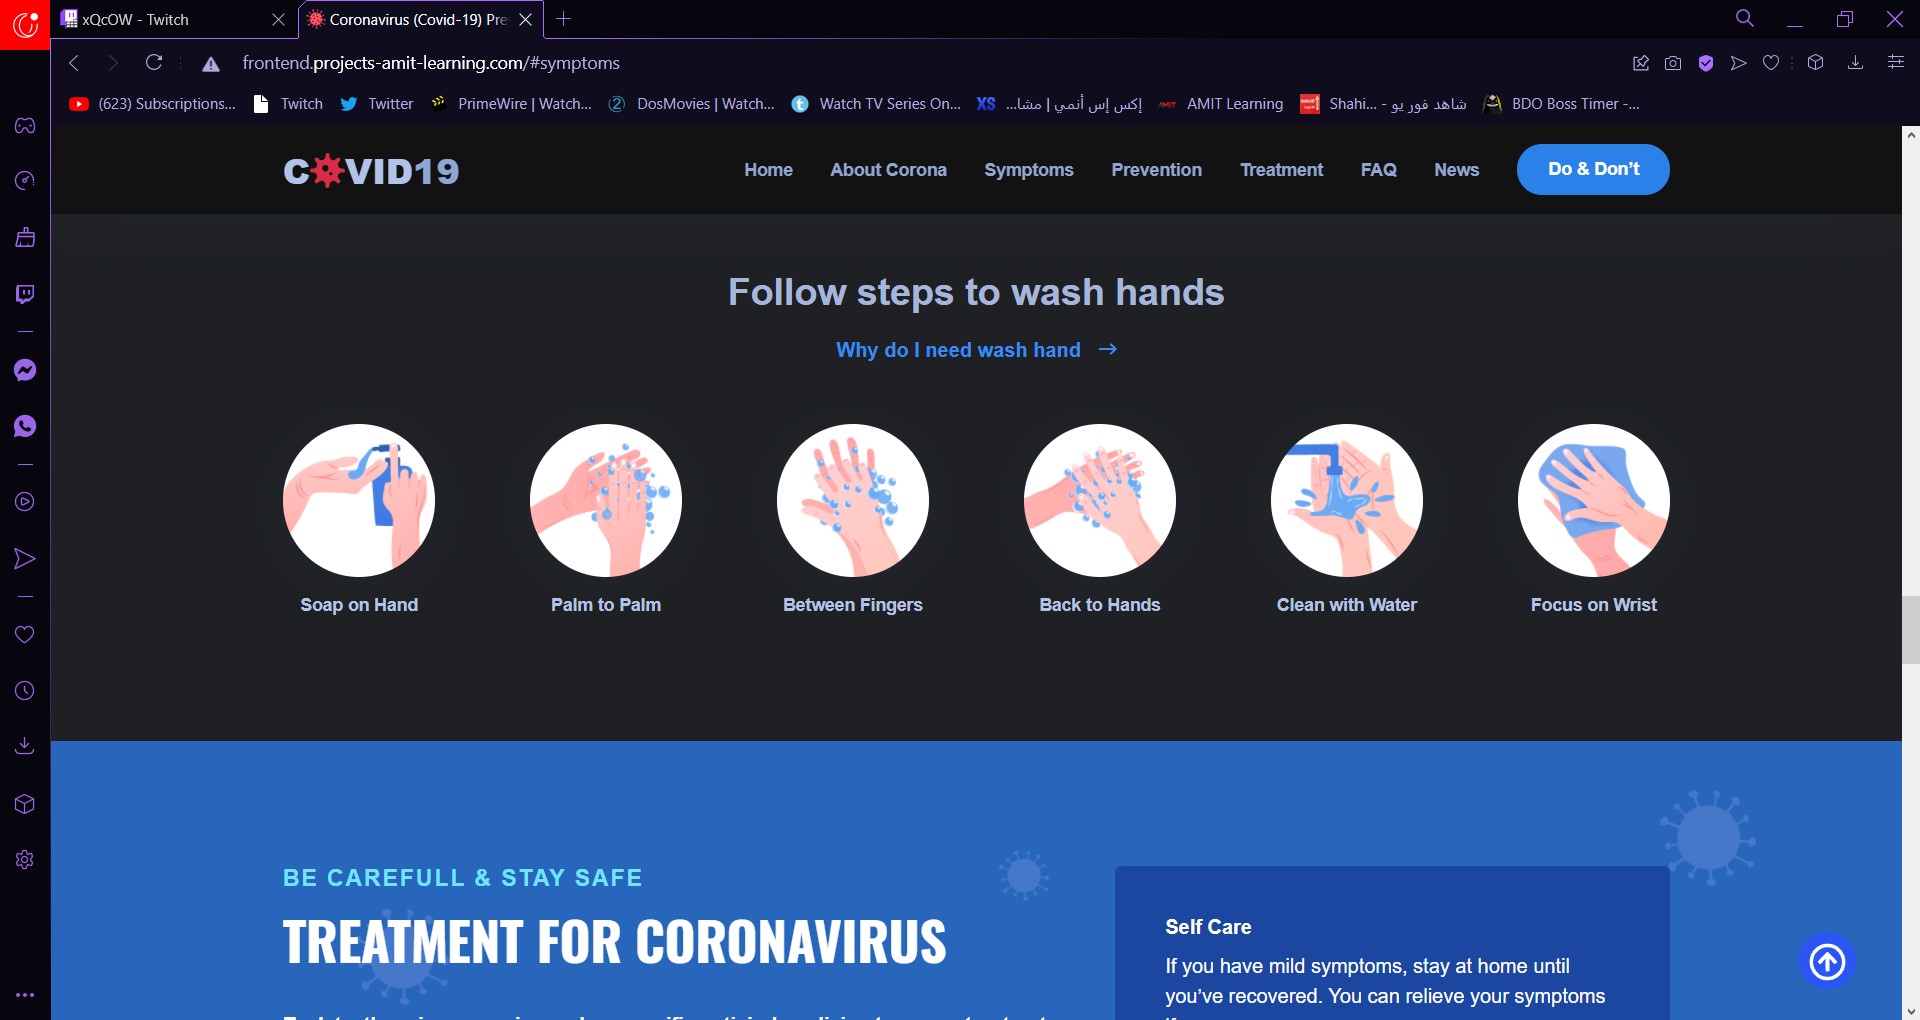 xQcOW - Twitch
Coronavirus (Covid-19) Pre
frontend.projects-amit-learning.com/#symptoms
(623) Subscriptions... Twitch Twitter PrimeWire | Watch... DosMovies | Watch... Watch TV Series On... XS إكس إس أنمي | مشا... AMIT Learning Shahi... - شاهد فور يو BDO Boss Timer -...
COVID19
Home About Corona Symptoms Prevention Treatment FAQ News Do & Don’t
Follow steps to wash hands
Why do I need wash hand →
Soap on Hand Palm to Palm Between Fingers Back to Hands Clean with Water Focus on Wrist
BE CAREFULL & STAY SAFE
TREATMENT FOR CORONAVIRUS
Self Care
If you have mild symptoms, stay at home until
you’ve recovered. You can relieve your symptoms